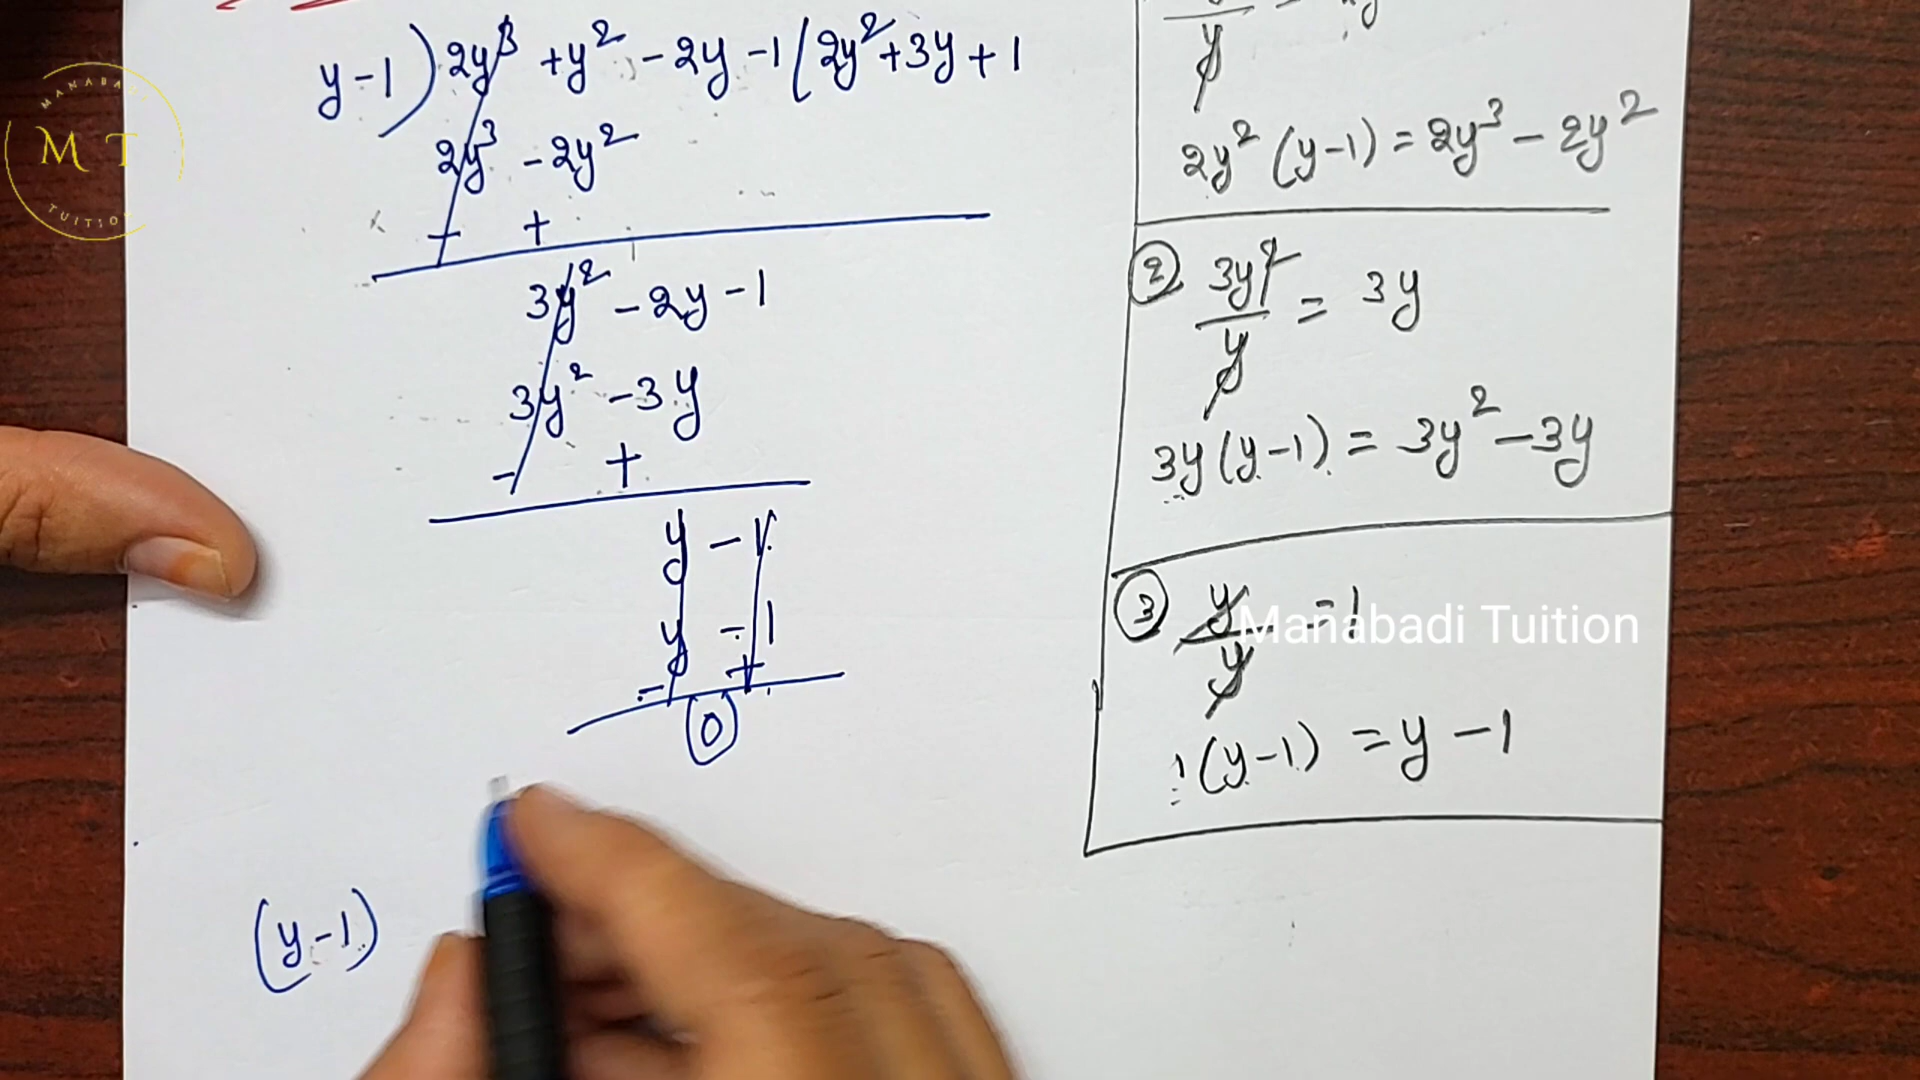 y-1) 2y³ +y² -2y -1 (2y²+3y+1
2y³ -2y²
- +
3y² -2y -1
3y² -3y
- +
y -1
y -1
- +
0
(y-1)
y
2y² (y-1) = 2y³ - 2y²
② 3y²/y = 3y
3y(y-1) = 3y² -3y
③ y/y =1
1(y-1) = y -1
MANABADI
MT
TUITION
Manabadi Tuition